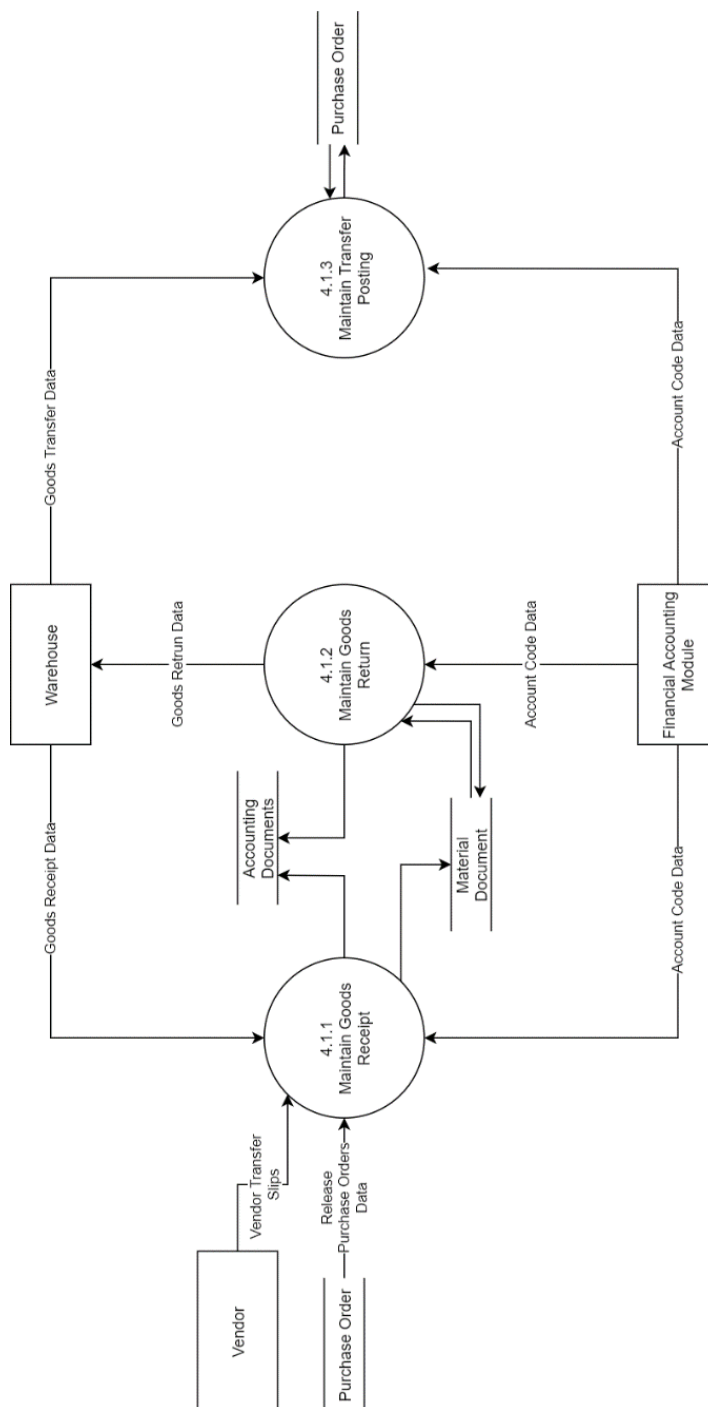 Warehouse
Goods Receipt Data
Goods Retrun Data
Goods Transfer Data
Vendor
Vendor Transfer
Slips
Accounting
Documents
Purchase Order
Release
Purchase Orders
Data
4.1.1
Maintain Goods
Receipt
4.1.2
Maintain Goods
Return
4.1.3
Maintain Transfer
Posting
Purchase Order
Material
Document
Account Code Data
Account Code Data
Account Code Data
Financial Accounting
Module